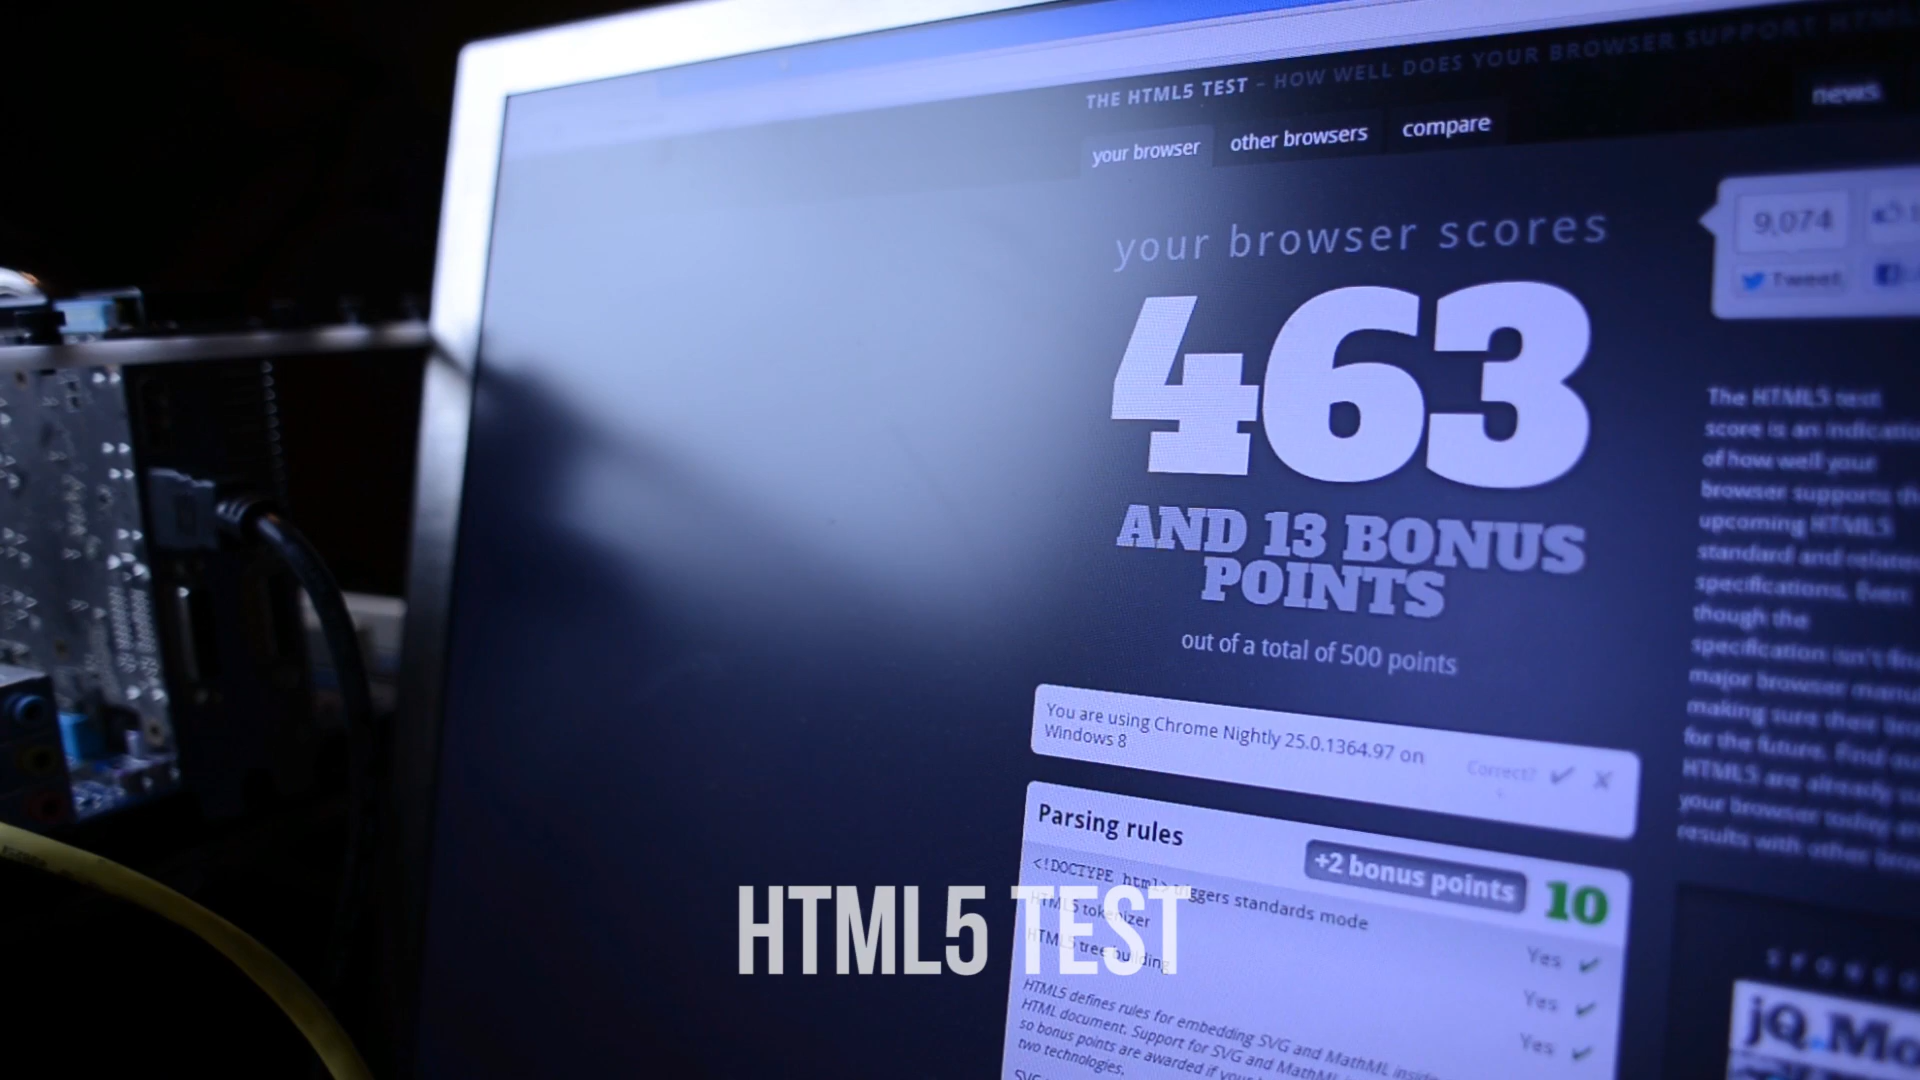 THE HTML5 TEST – HOW WELL DOES YOUR BROWSER SUPPORT HTML
your browser other browsers compare
news
your browser scores
463
AND 13 BONUS
POINTS
out of a total of 500 points
9,074
Tweet
You are using Chrome Nightly 25.0.1364.97 on
Windows 8
Correct?
Parsing rules
+2 bonus points 10
<!DOCTYPE html> triggers standards mode Yes
HTML5 tokenizer Yes
HTML5 tree building Yes
HTML5 defines rules for embedding SVG and MathML inside
HTML document. Support for SVG and MathML
so bonus points are awarded if your
two technologies.
The HTML5 test
score is an
of how well your
browser supports
upcoming HTML5
standard and
specifications. Even
though the
specification isn't
major browser
making sure their
for the future. Find
HTML5 are already
your browser today
results with other
jQ.Mo
HTML5 TEST